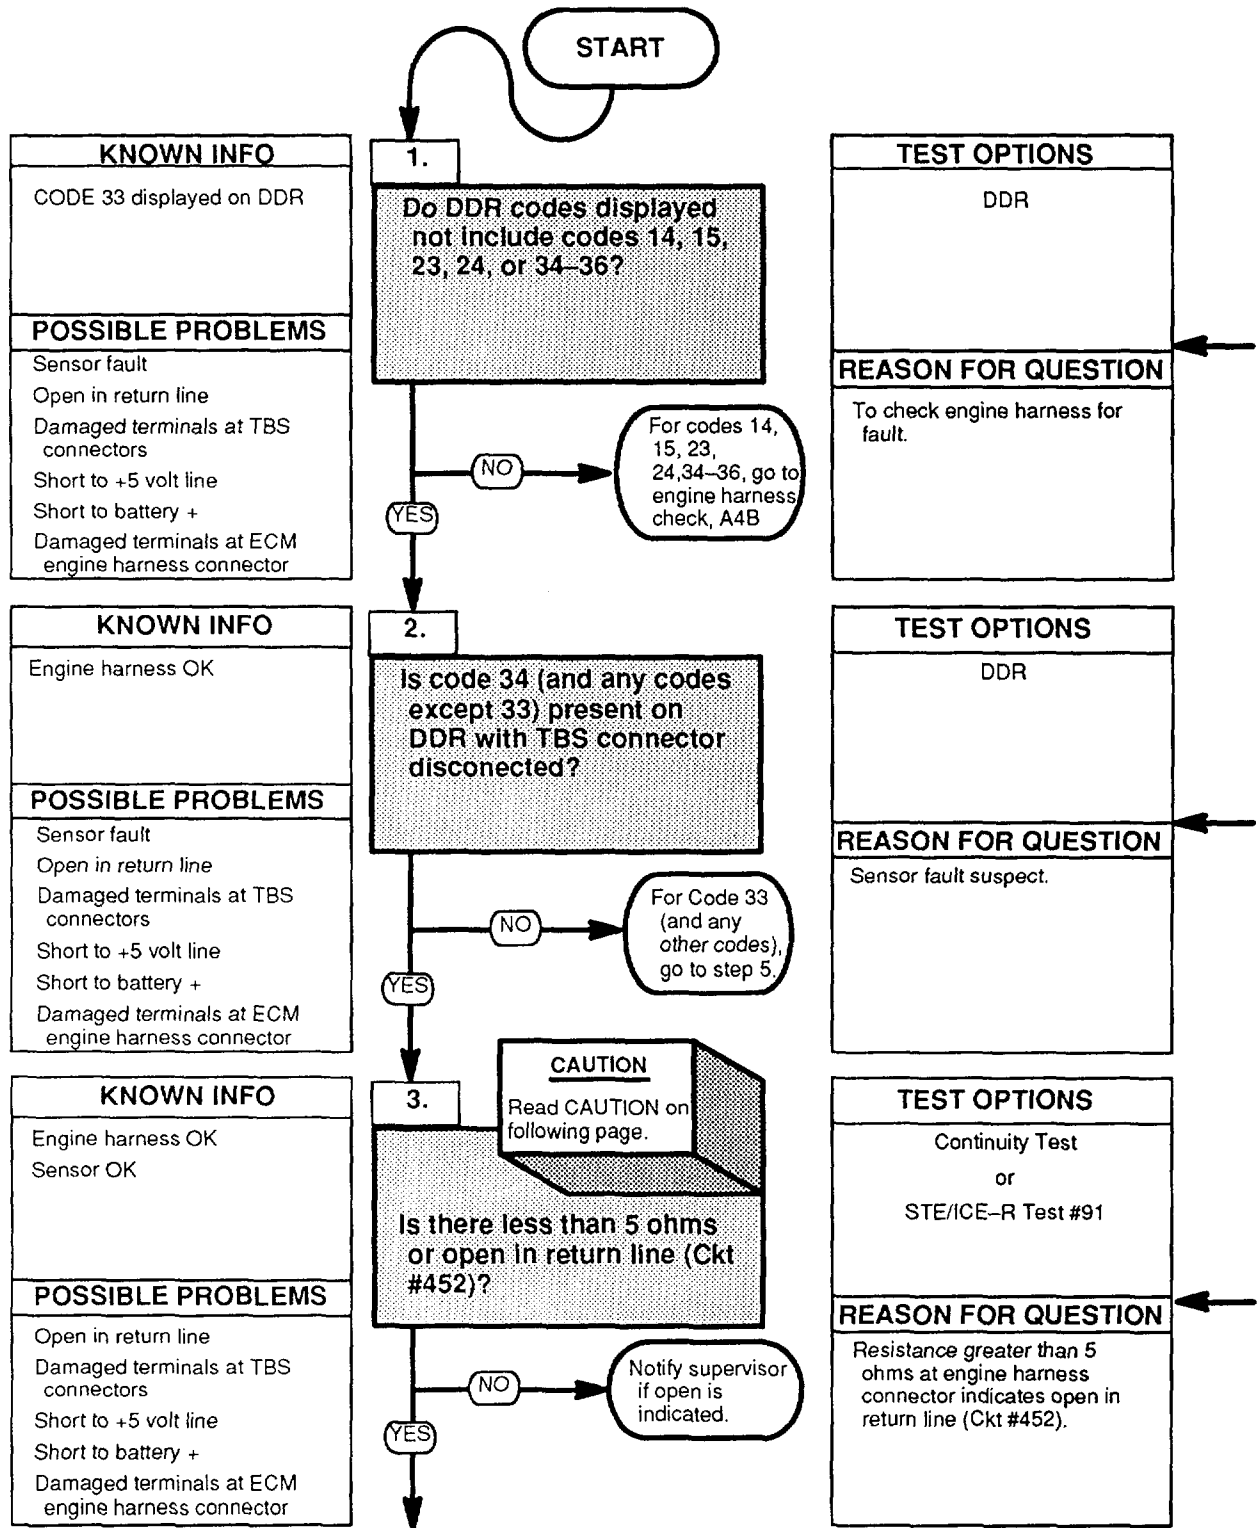 START
KNOWN INFO
CODE 33 displayed on DDR
POSSIBLE PROBLEMS
Sensor fault
Open in return line
Damaged terminals at TBS
connectors
Short to +5 volt line
Short to battery +
Damaged terminals at ECM
engine harness connector
1.
Do DDR codes displayed
not include codes 14, 15,
23, 24, or 34–36?
NO
For codes 14,
15, 23,
24,34–36, go to
engine harness
check, A4B
YES
TEST OPTIONS
DDR
REASON FOR QUESTION
To check engine harness for
fault.
KNOWN INFO
Engine harness OK
POSSIBLE PROBLEMS
Sensor fault
Open in return line
Damaged terminals at TBS
connectors
Short to +5 volt line
Short to battery +
Damaged terminals at ECM
engine harness connector
2.
Is code 34 (and any codes
except 33) present on
DDR with TBS connector
disconected?
NO
For Code 33
(and any
other codes),
go to step 5.
YES
TEST OPTIONS
DDR
REASON FOR QUESTION
Sensor fault suspect.
KNOWN INFO
Engine harness OK
Sensor OK
POSSIBLE PROBLEMS
Open in return line
Damaged terminals at TBS
connectors
Short to +5 volt line
Short to battery +
Damaged terminals at ECM
engine harness connector
3.
CAUTION
Read CAUTION on
following page.
Is there less than 5 ohms
or open in return line (Ckt
#452)?
NO
Notify supervisor
if open is
indicated.
YES
TEST OPTIONS
Continuity Test
or
STE/ICE–R Test #91
REASON FOR QUESTION
Resistance greater than 5
ohms at engine harness
connector indicates open in
return line (Ckt #452).